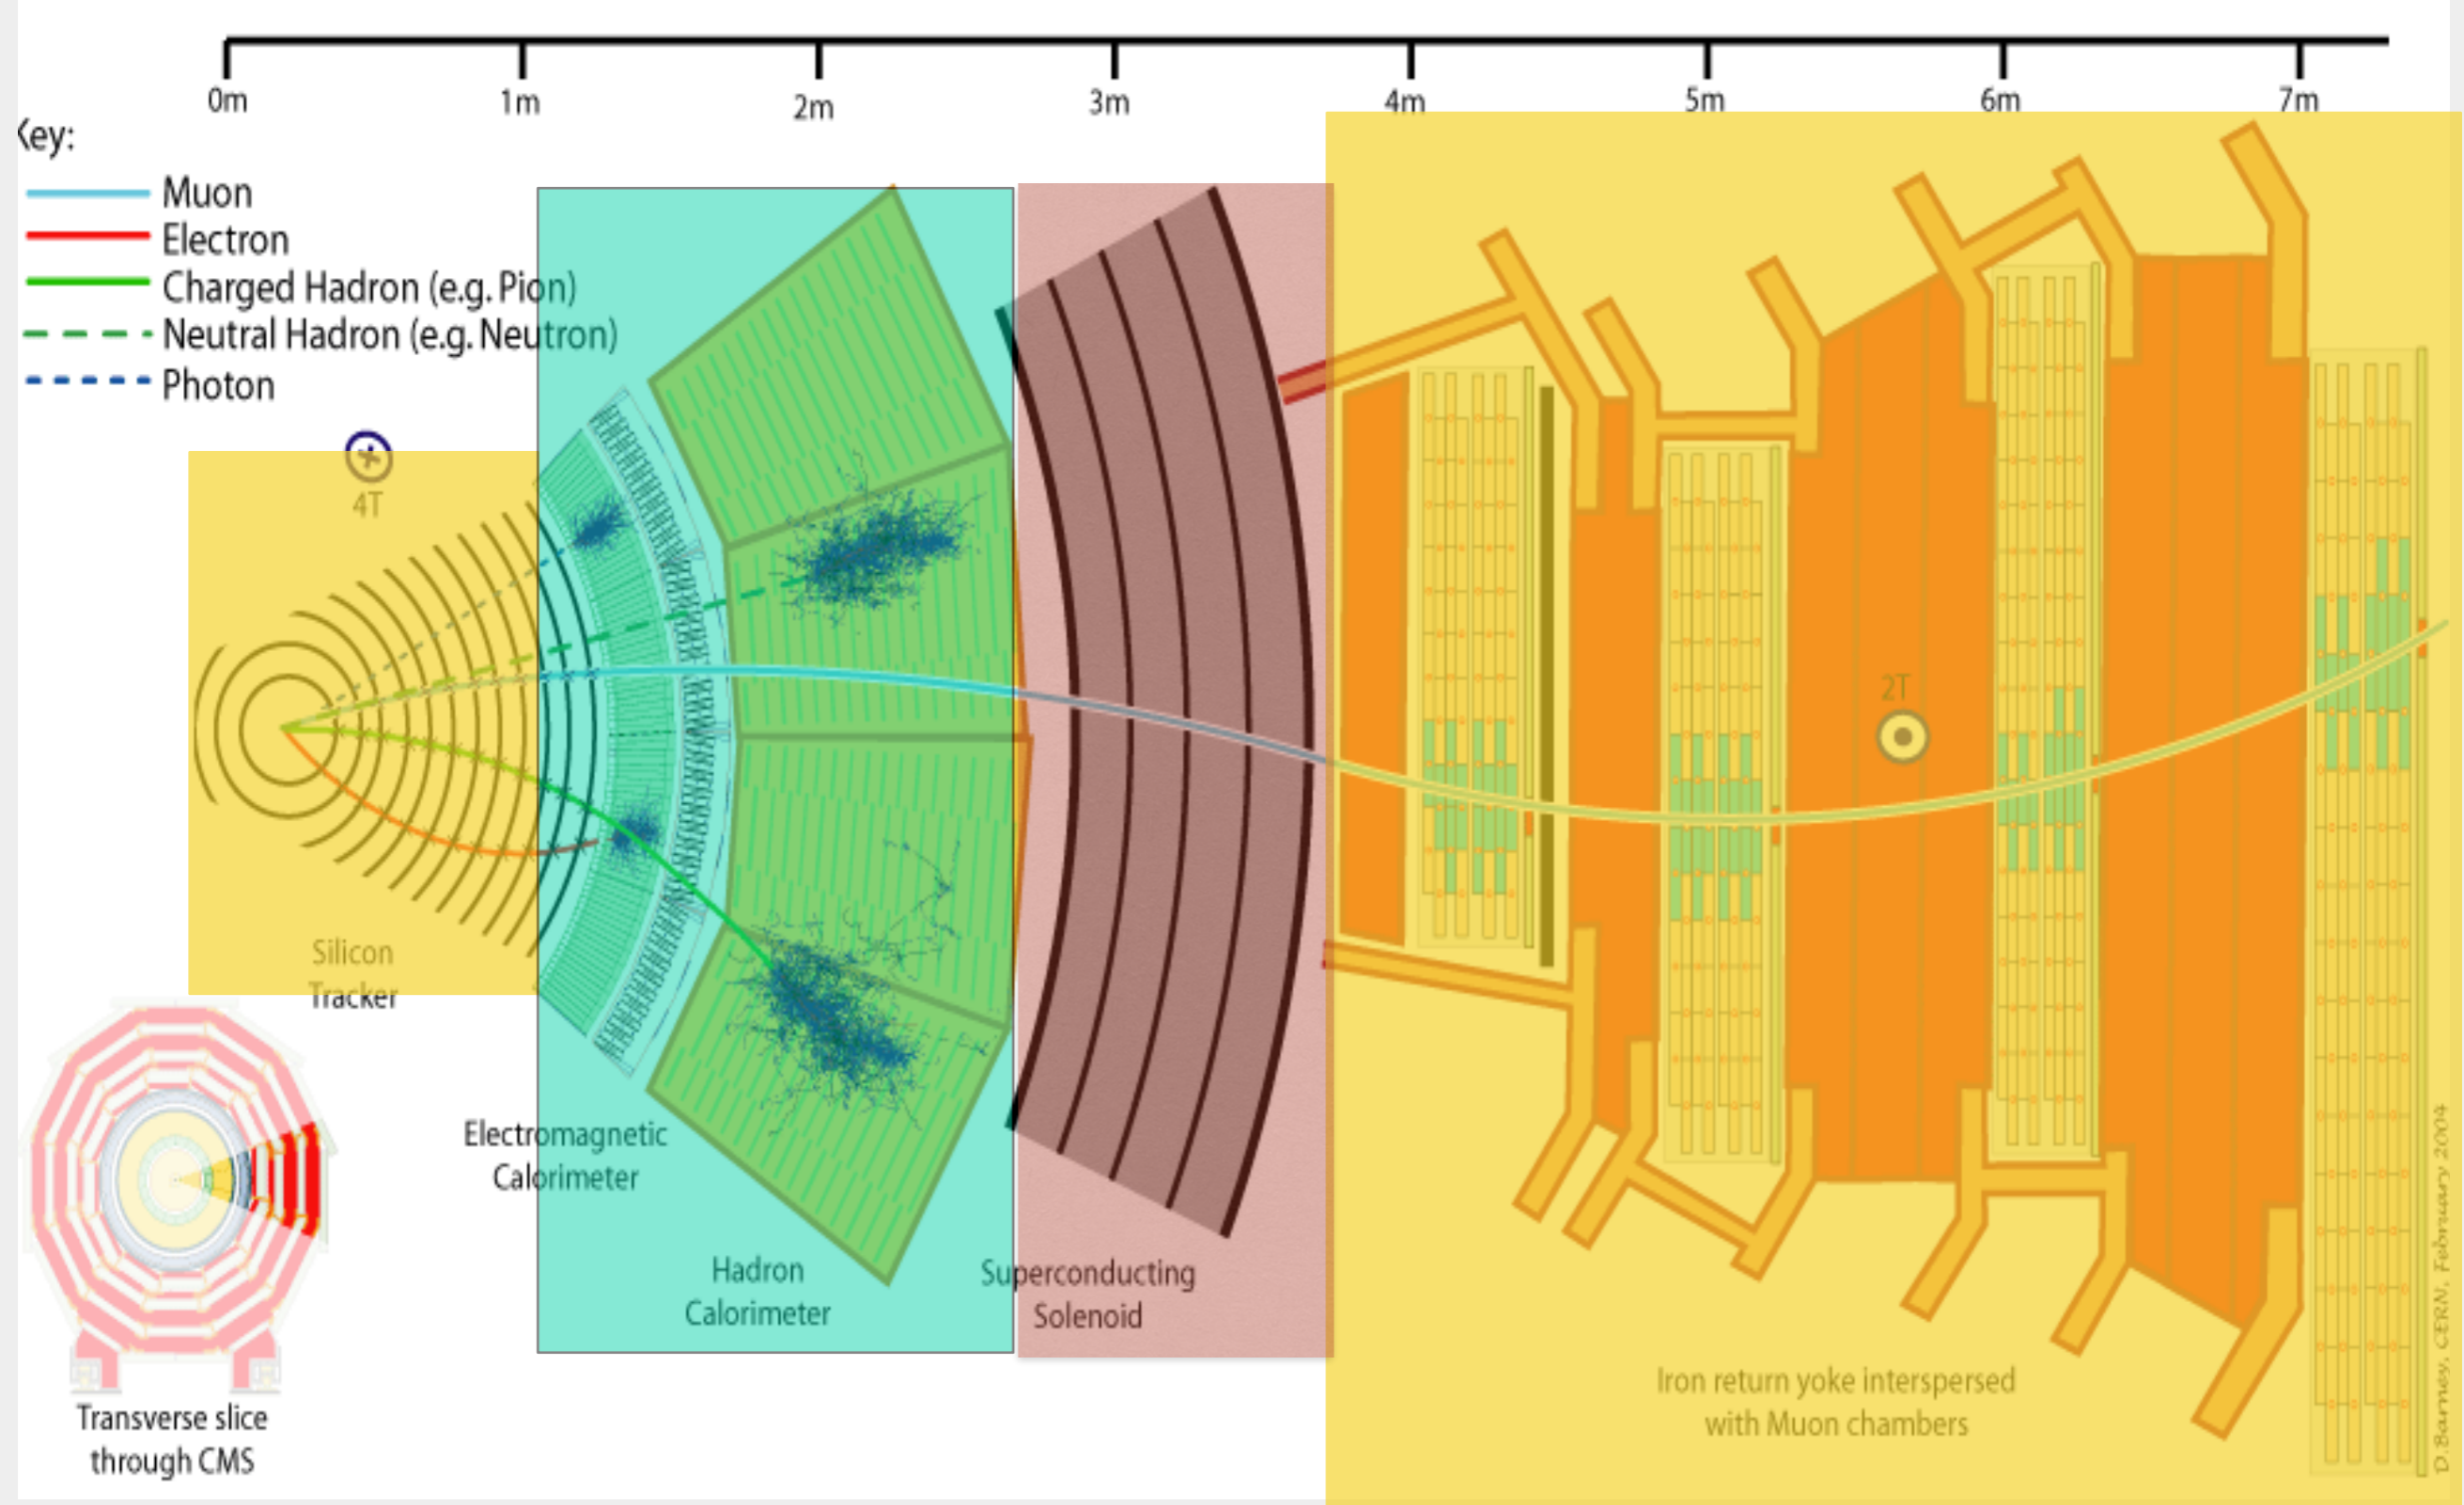 0m 1m 2m 3m 4m 5m 6m 7m
Key:
Muon
Electron
Charged Hadron (e.g. Pion)
Neutral Hadron (e.g. Neutron)
Photon
4T
2T
Silicon
Tracker
Electromagnetic
Calorimeter
Hadron
Calorimeter
Superconducting
Solenoid
Iron return yoke interspersed
with Muon chambers
Transverse slice
through CMS
D.Barney, CERN, February 2004